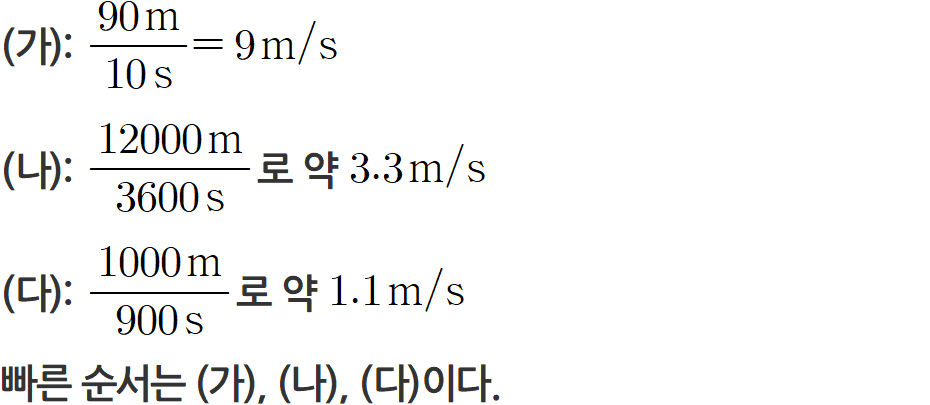 (가): 90 m / 10 s = 9 m/s
(나): 12000 m / 3600 s 로 약 3.3 m/s
(다): 1000 m / 900 s 로 약 1.1 m/s
빠른 순서는 (가), (나), (다)이다.